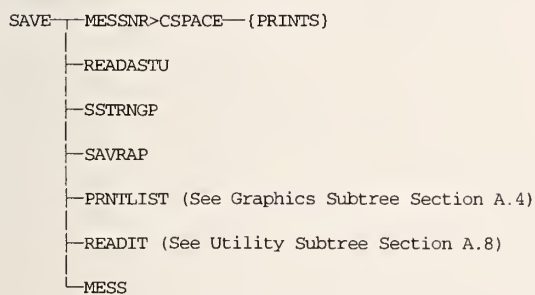 SAVE MESSNR>CSPACE—{PRINTS}
READASTU
SSTRNGP
SAVRAP
PRNTLIST (See Graphics Subtree Section A.4)
READIT (See Utility Subtree Section A.8)
MESS